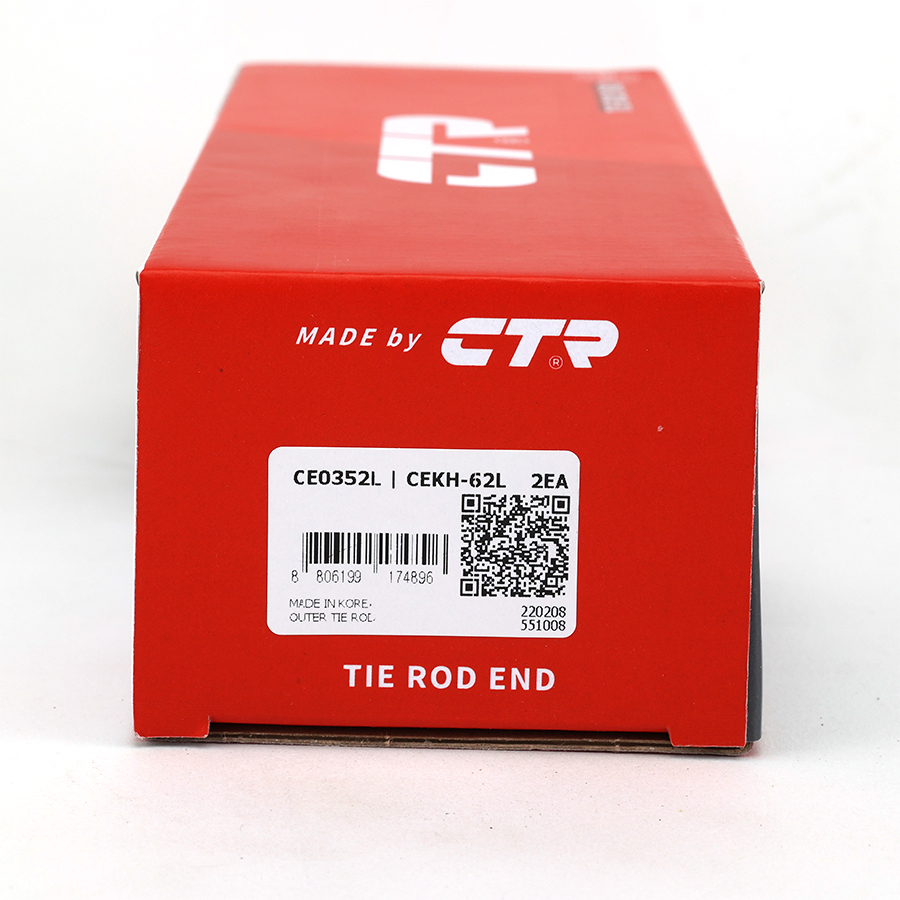 CTR
MADE by CTR®
CE0352L | CEKH-62L 2EA
8 806199 174896
MADE IN KORE
OUTER TIE ROD
220208
551008
TIE ROD END